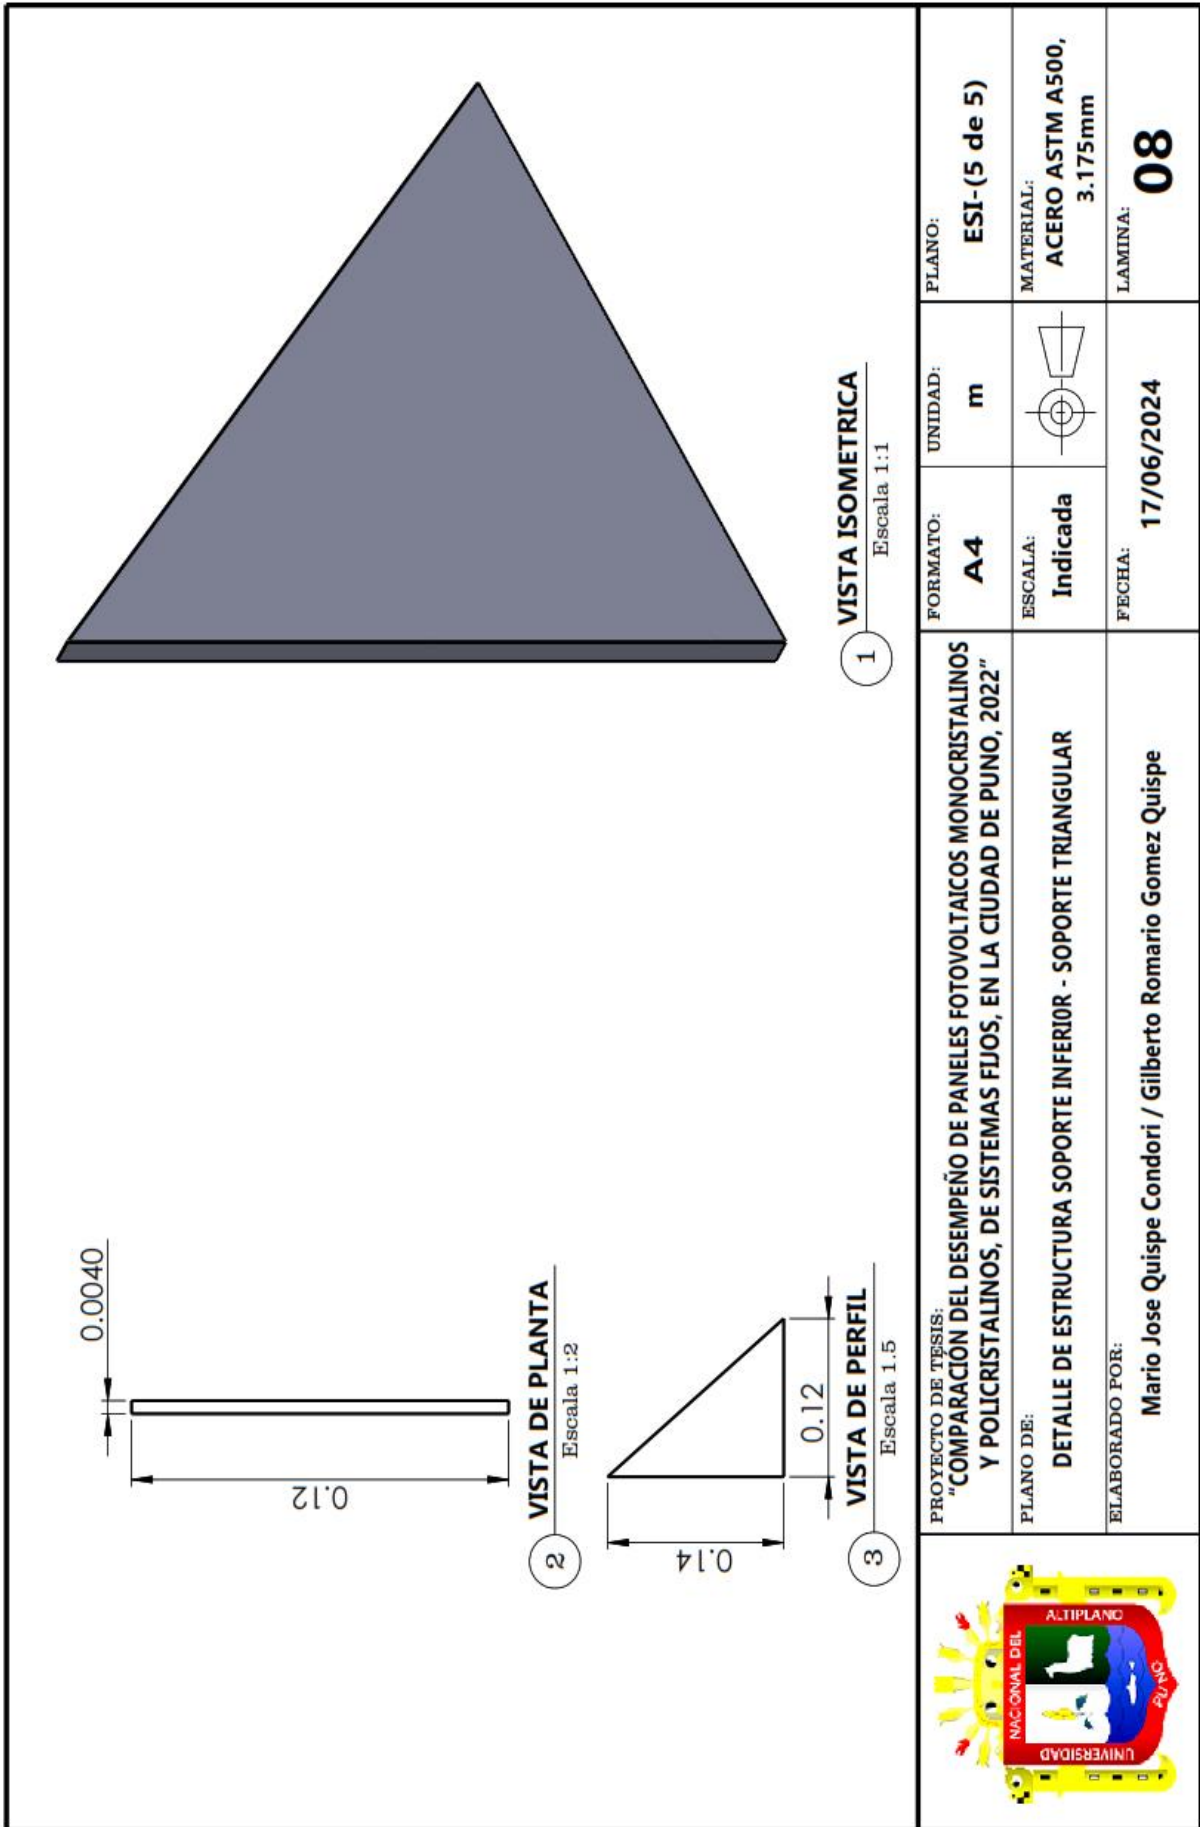 0.0040
0.12
2
VISTA DE PLANTA
Escala 1:2
0.14
0.12
3
VISTA DE PERFIL
Escala 1.5
1
VISTA ISOMETRICA
Escala 1:1
UNIVERSIDAD
NACIONAL DEL
ALTIPLANO
PUNO
PROYECTO DE TESIS:
"COMPARACIÓN DEL DESEMPEÑO DE PANELES FOTOVOLTAICOS MONOCRISTALINOS
Y POLICRISTALINOS, DE SISTEMAS FIJOS, EN LA CIUDAD DE PUNO, 2022"
PLANO DE:
DETALLE DE ESTRUCTURA SOPORTE INFERIOR - SOPORTE TRIANGULAR
ELABORADO POR:
Mario Jose Quispe Condori / Gilberto Romario Gomez Quispe
FORMATO:
A4
UNIDAD:
m
PLANO:
ESI-(5 de 5)
ESCALA:
Indicada
MATERIAL:
ACERO ASTM A500,
3.175mm
FECHA:
17/06/2024
LAMINA:
08